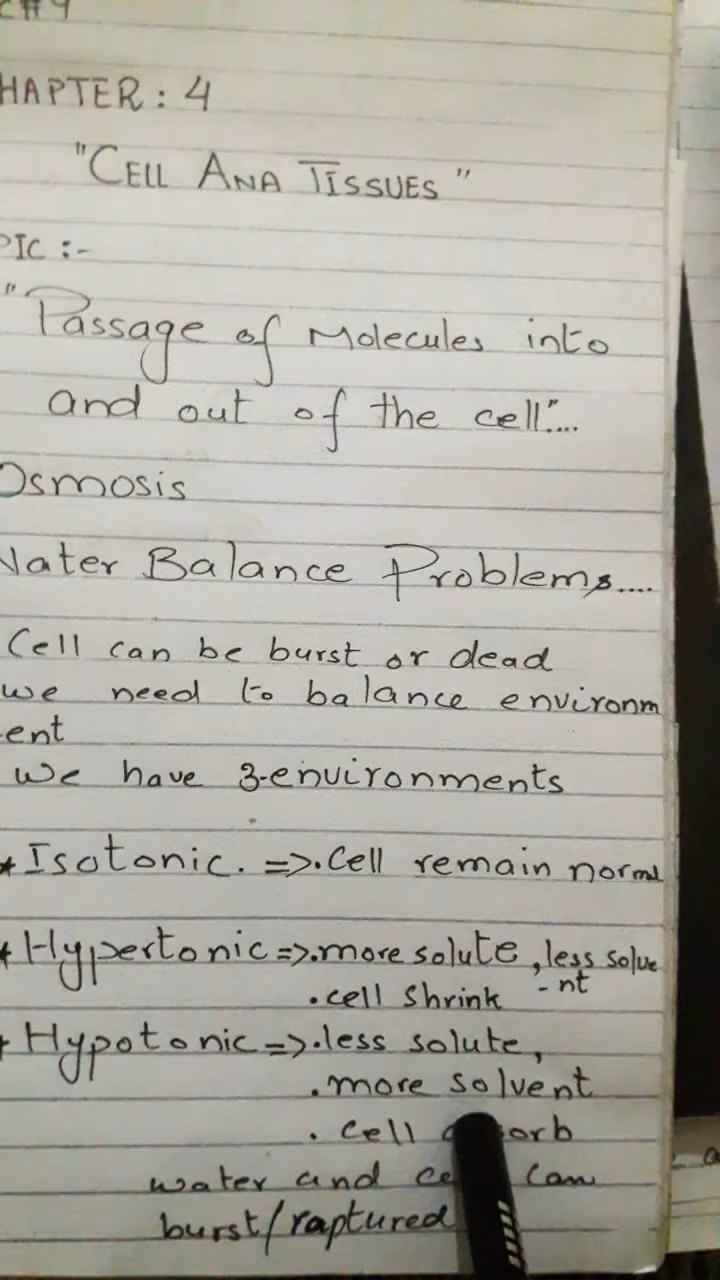 HAPTER : 4
"CELL ANA TISSUES"
PIC :-
"Passage of Molecules into
and out of the cell"...
Osmosis
Water Balance Problems....
Cell can be burst or dead
we need to balance environm
-ent
we have 3-environments
* Isotonic. => .Cell remain normal
* Hypertonic => .more solute, less solve
.cell shrink -nt
* Hypotonic => .less solute,
.more solvent
. cell orb
water and ce can
burst/raptured